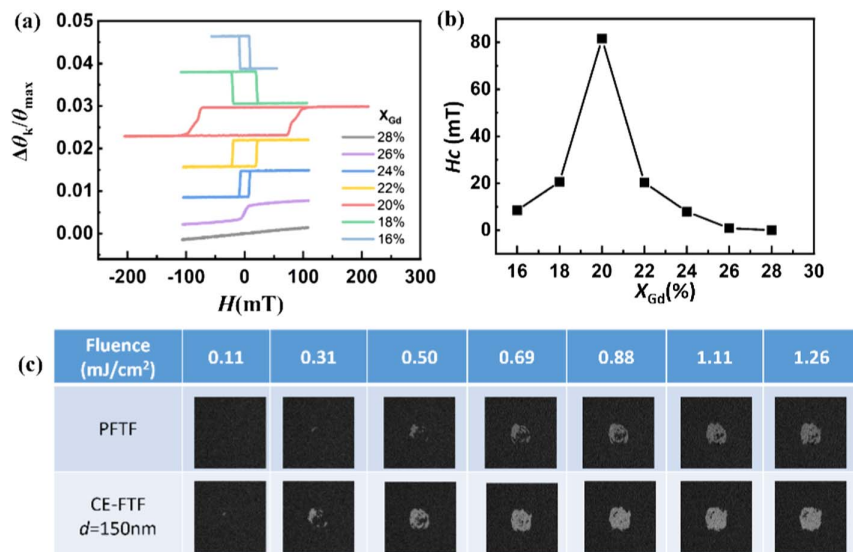 (a)
0.05
0.04
0.03
0.02
0.01
0.00
Δθk/θmax
-200 -100 0 100 200 300
H(mT)
XGd
28%
26%
24%
22%
20%
18%
16%
(b)
80
60
40
20
0
Hc (mT)
16 18 20 22 24 26 28 30
XGd(%)
(c)
Fluence (mJ/cm²) 0.11 0.31 0.50 0.69 0.88 1.11 1.26
PFTF
CE-FTF
d=150nm